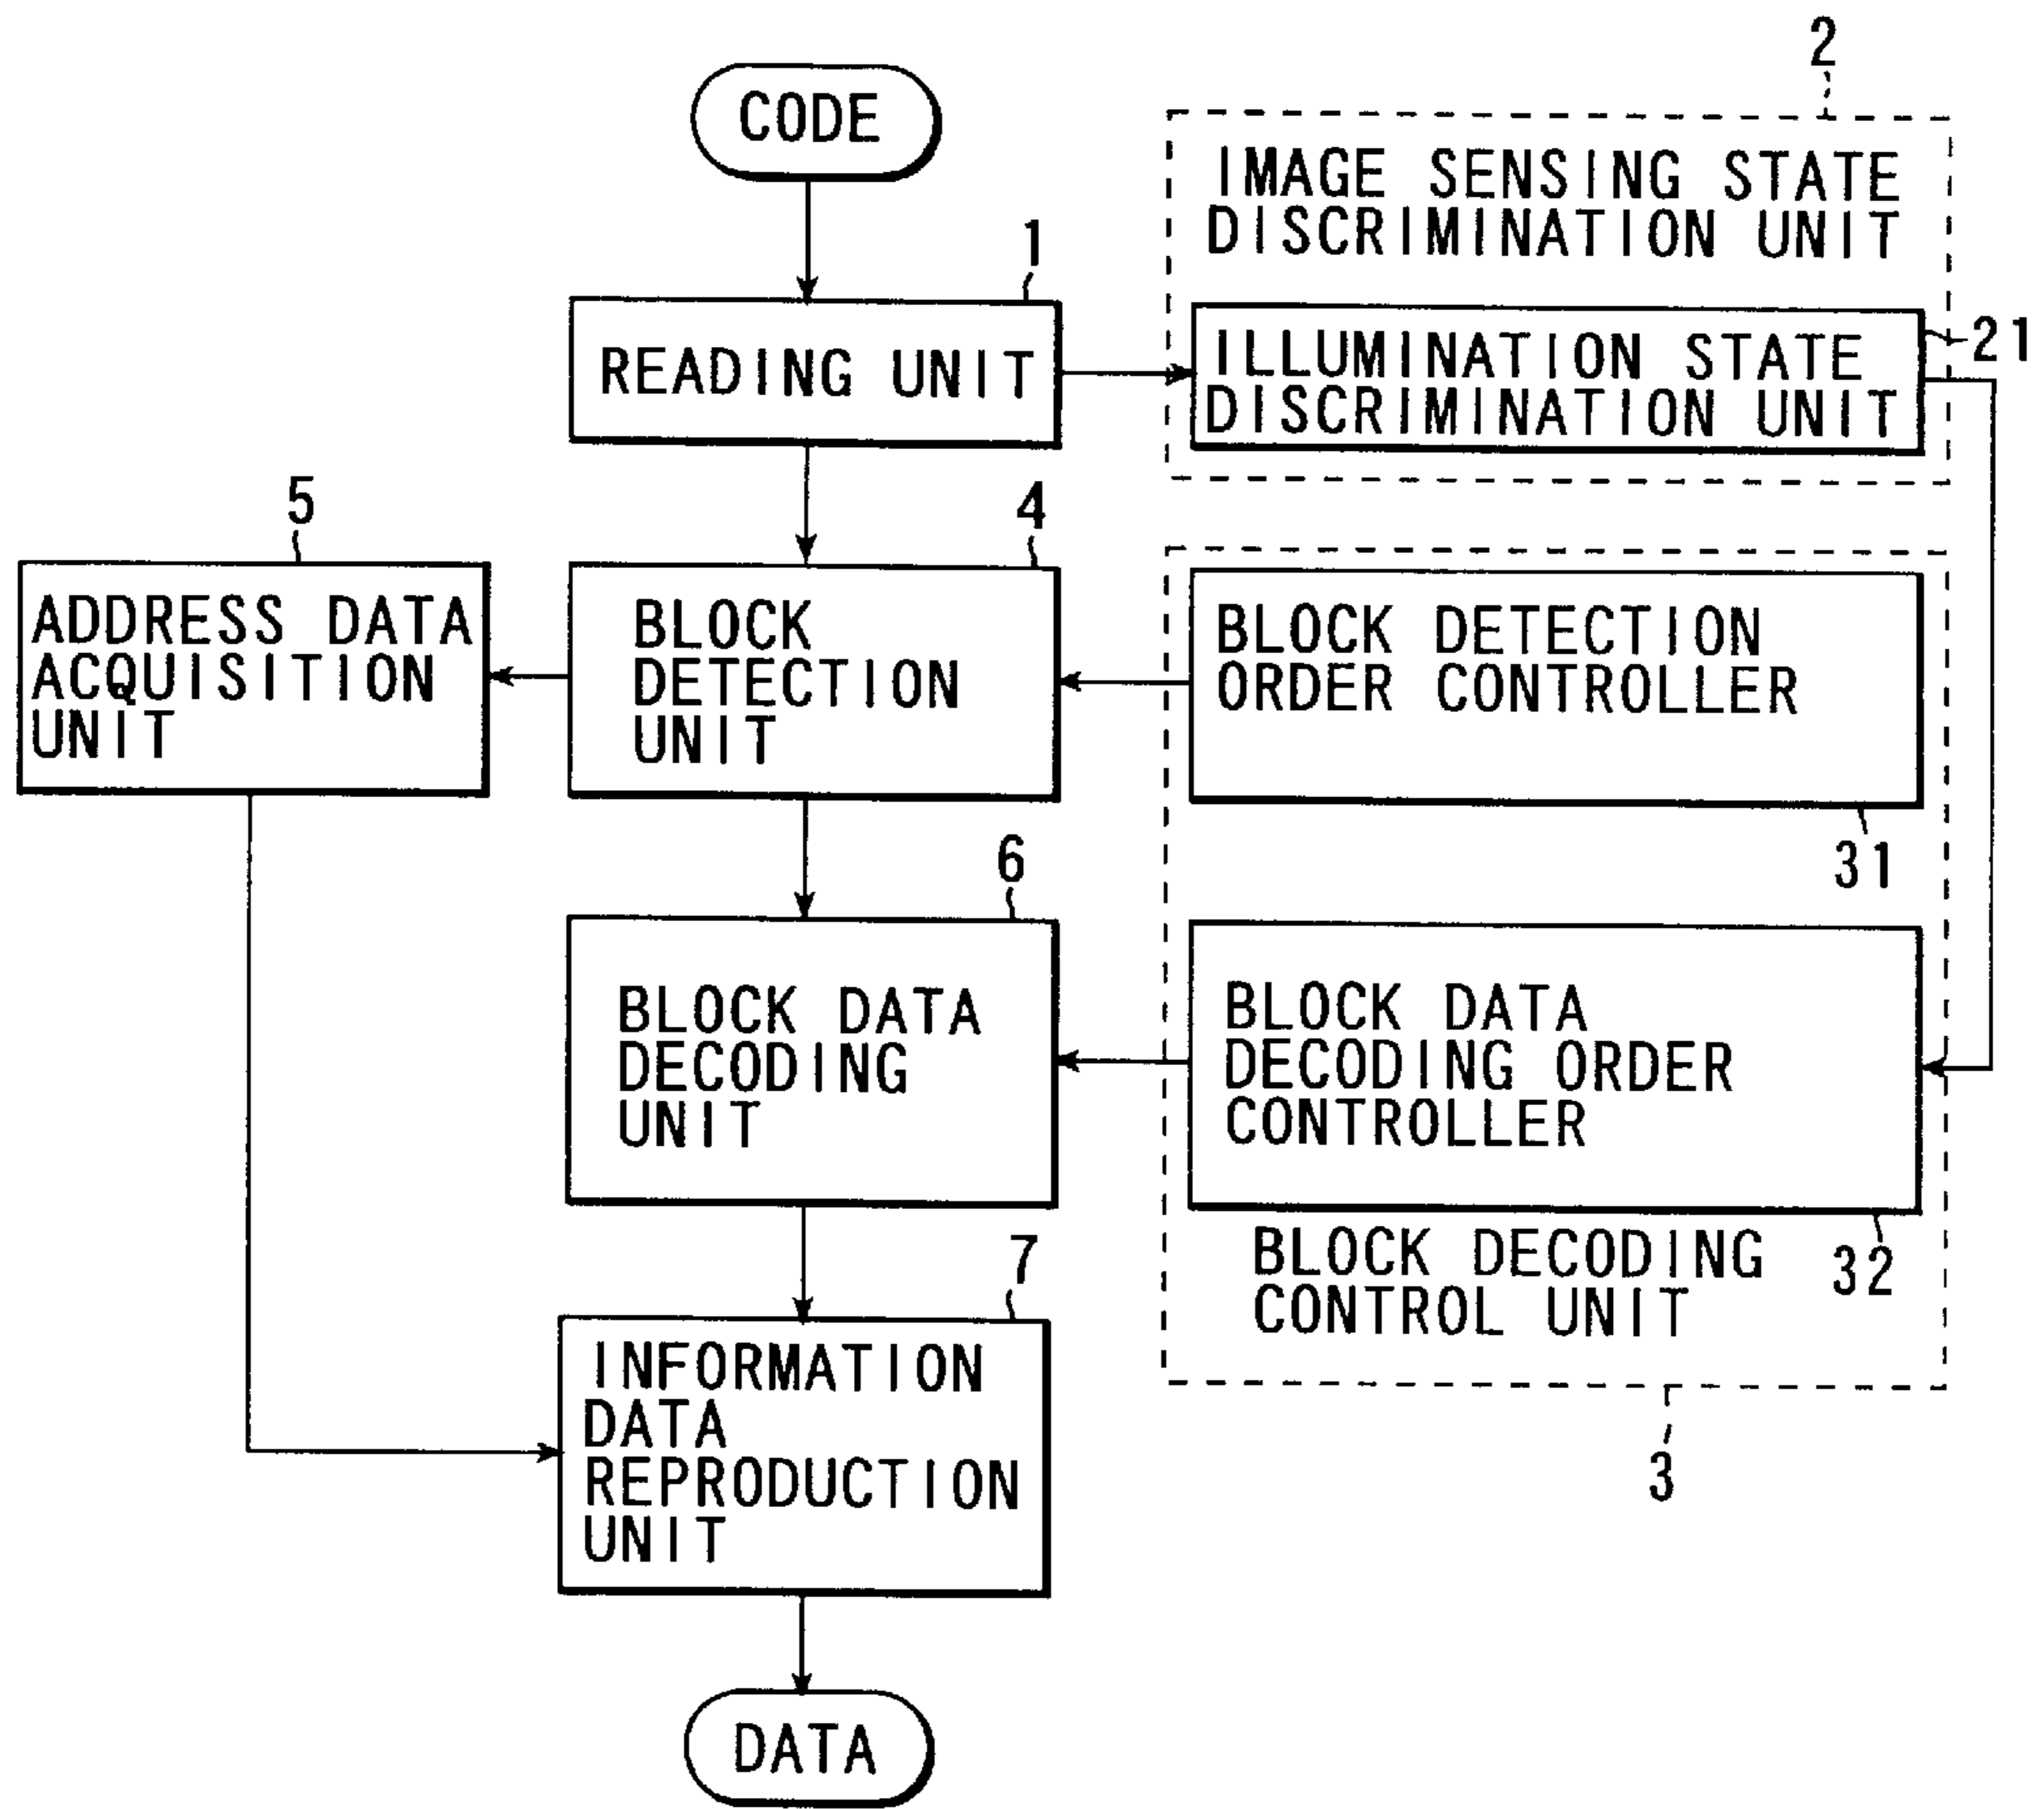 CODE
2
IMAGE SENSING STATE
DISCRIMINATION UNIT
1
READING UNIT
ILLUMINATION STATE
DISCRIMINATION UNIT
21
5
ADDRESS DATA
ACQUISITION
UNIT
4
BLOCK
DETECTION
UNIT
BLOCK DETECTION
ORDER CONTROLLER
31
6
BLOCK DATA
DECODING
UNIT
BLOCK DATA
DECODING ORDER
CONTROLLER
32
BLOCK DECODING
CONTROL UNIT
3
7
INFORMATION
DATA
REPRODUCTION
UNIT
DATA